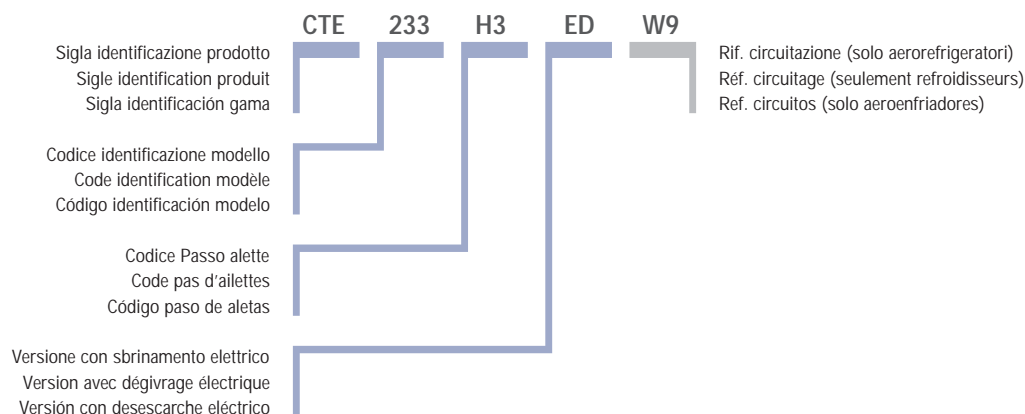 CTE 233 H3 ED W9
Sigla identificazione prodotto
Sigle identification produit
Sigla identificación gama
Rif. circuitazione (solo aerorefrigeratori)
Réf. circuitage (seulement refroidisseurs)
Ref. circuitos (solo aeroenfriadores)
Codice identificazione modello
Code identification modèle
Código identificación modelo
Codice Passo alette
Code pas d'ailettes
Código paso de aletas
Versione con sbrinamento elettrico
Version avec dégivrage électrique
Versión con desescarche eléctrico